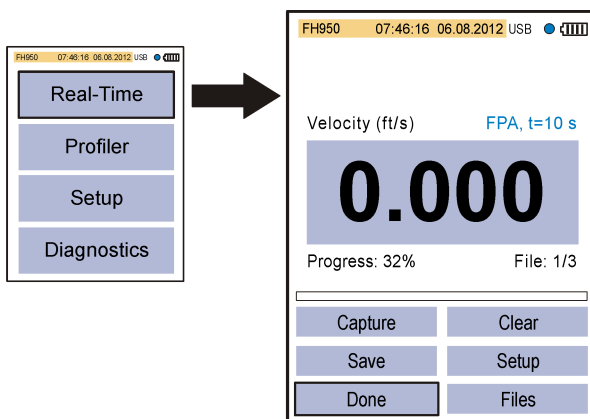 FH950 07:46:16 06.08.2012 USB
Real-Time
Profiler
Setup
Diagnostics
FH950 07:46:16 06.08.2012 USB
Velocity (ft/s) FPA, t=10 s
0.000
Progress: 32% File: 1/3
Capture Clear
Save Setup
Done Files